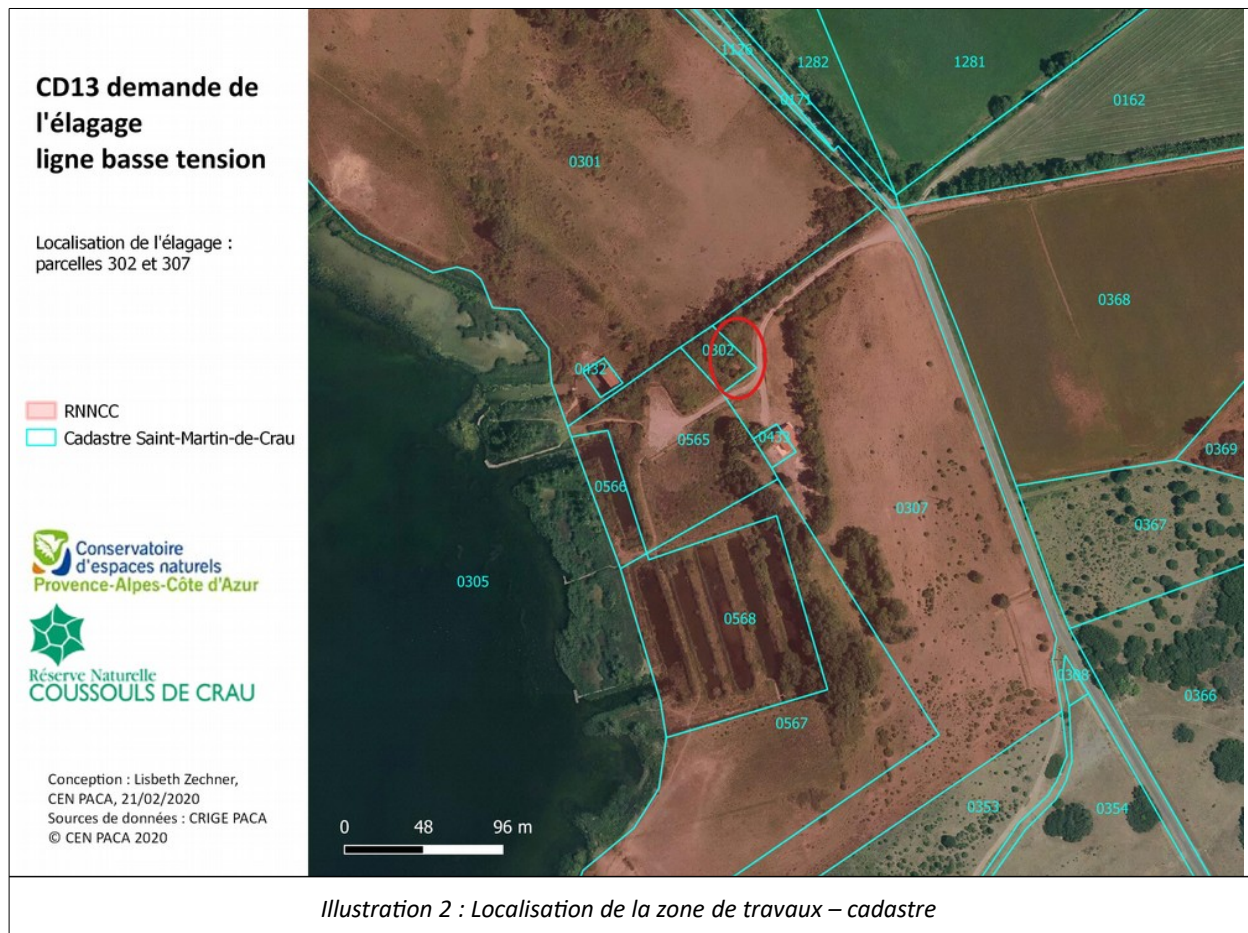 CD13 demande de
l'élagage
ligne basse tension
Localisation de l'élagage :
parcelles 302 et 307
RNNCC
Cadastre Saint-Martin-de-Crau
Conservatoire
d'espaces naturels
Provence-Alpes-Côte d'Azur
Réserve Naturelle
COUSSOULS DE CRAU
Conception : Lisbeth Zechner,
CEN PACA, 21/02/2020
Sources de données : CRIGE PACA
© CEN PACA 2020
1126
1282
1281
0171
0162
0301
0368
0302
0432
0369
0565
0433
0566
0307
0367
0305
0568
0388
0366
0567
0353
0354
0 48 96 m
Illustration 2 : Localisation de la zone de travaux – cadastre